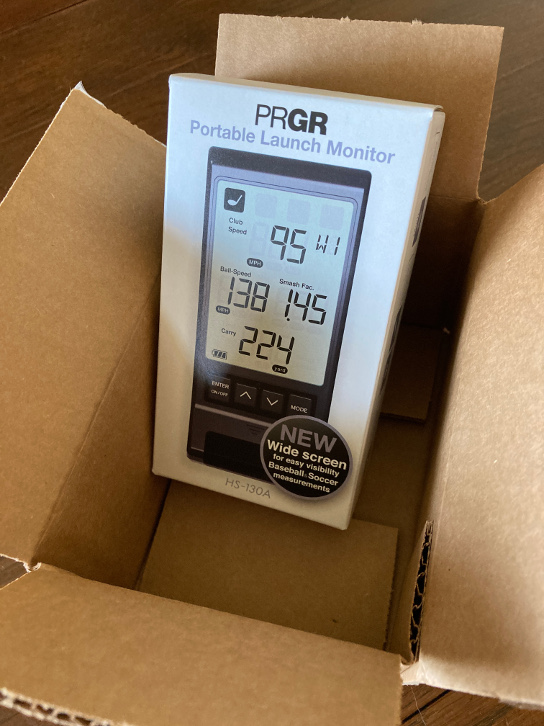 PRGR
Portable Launch Monitor
Club
Speed
95 W1
MPH
Ball-Speed
Smash Fac.
138 1.45
MPH
Carry
224
yard
ENTER
ON/OFF
MODE
NEW
Wide screen
for easy visibility
Baseball·Soccer
measurements
HS-130A